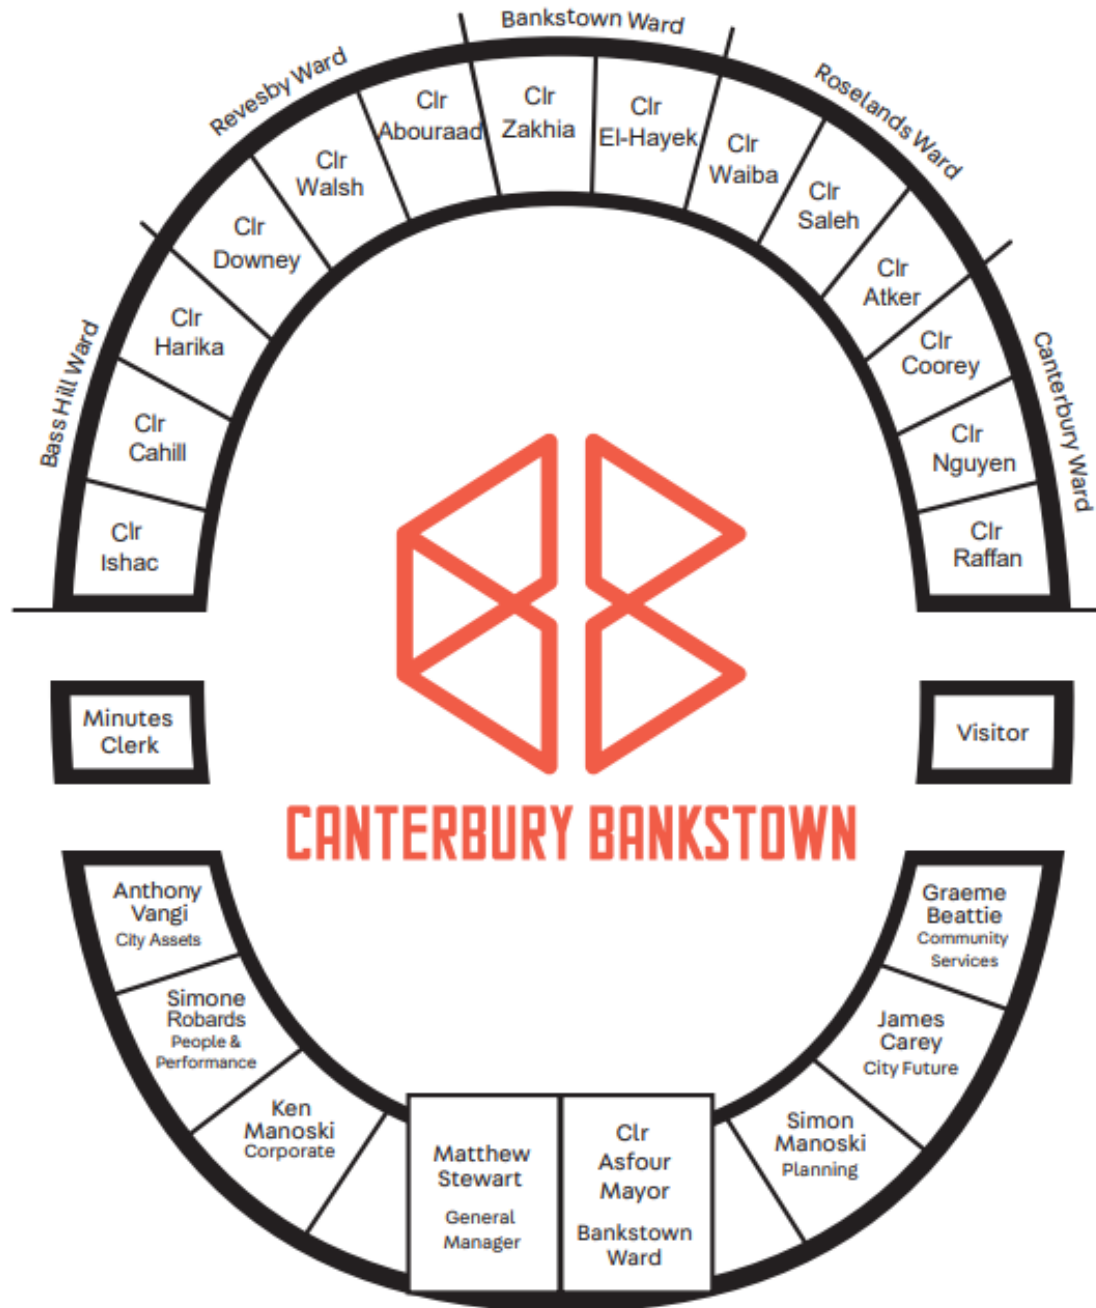 Bankstown Ward
Revesby Ward
Roselands Ward
Bass Hill Ward
Canterbury Ward
Clr
Ishac
Clr
Cahill
Clr
Harika
Clr
Downey
Clr
Walsh
Clr
Abouraad
Clr
Zakhia
Clr
El-Hayek
Clr
Waiba
Clr
Saleh
Clr
Atker
Clr
Coorey
Clr
Nguyen
Clr
Raffan
Minutes
Clerk
Visitor
CANTERBURY BANKSTOWN
Anthony
Vangi
City Assets
Simone
Robards
People &
Performance
Ken
Manoski
Corporate
Matthew
Stewart
General
Manager
Clr
Asfour
Mayor
Bankstown
Ward
Simon
Manoski
Planning
James
Carey
City Future
Graeme
Beattie
Community
Services